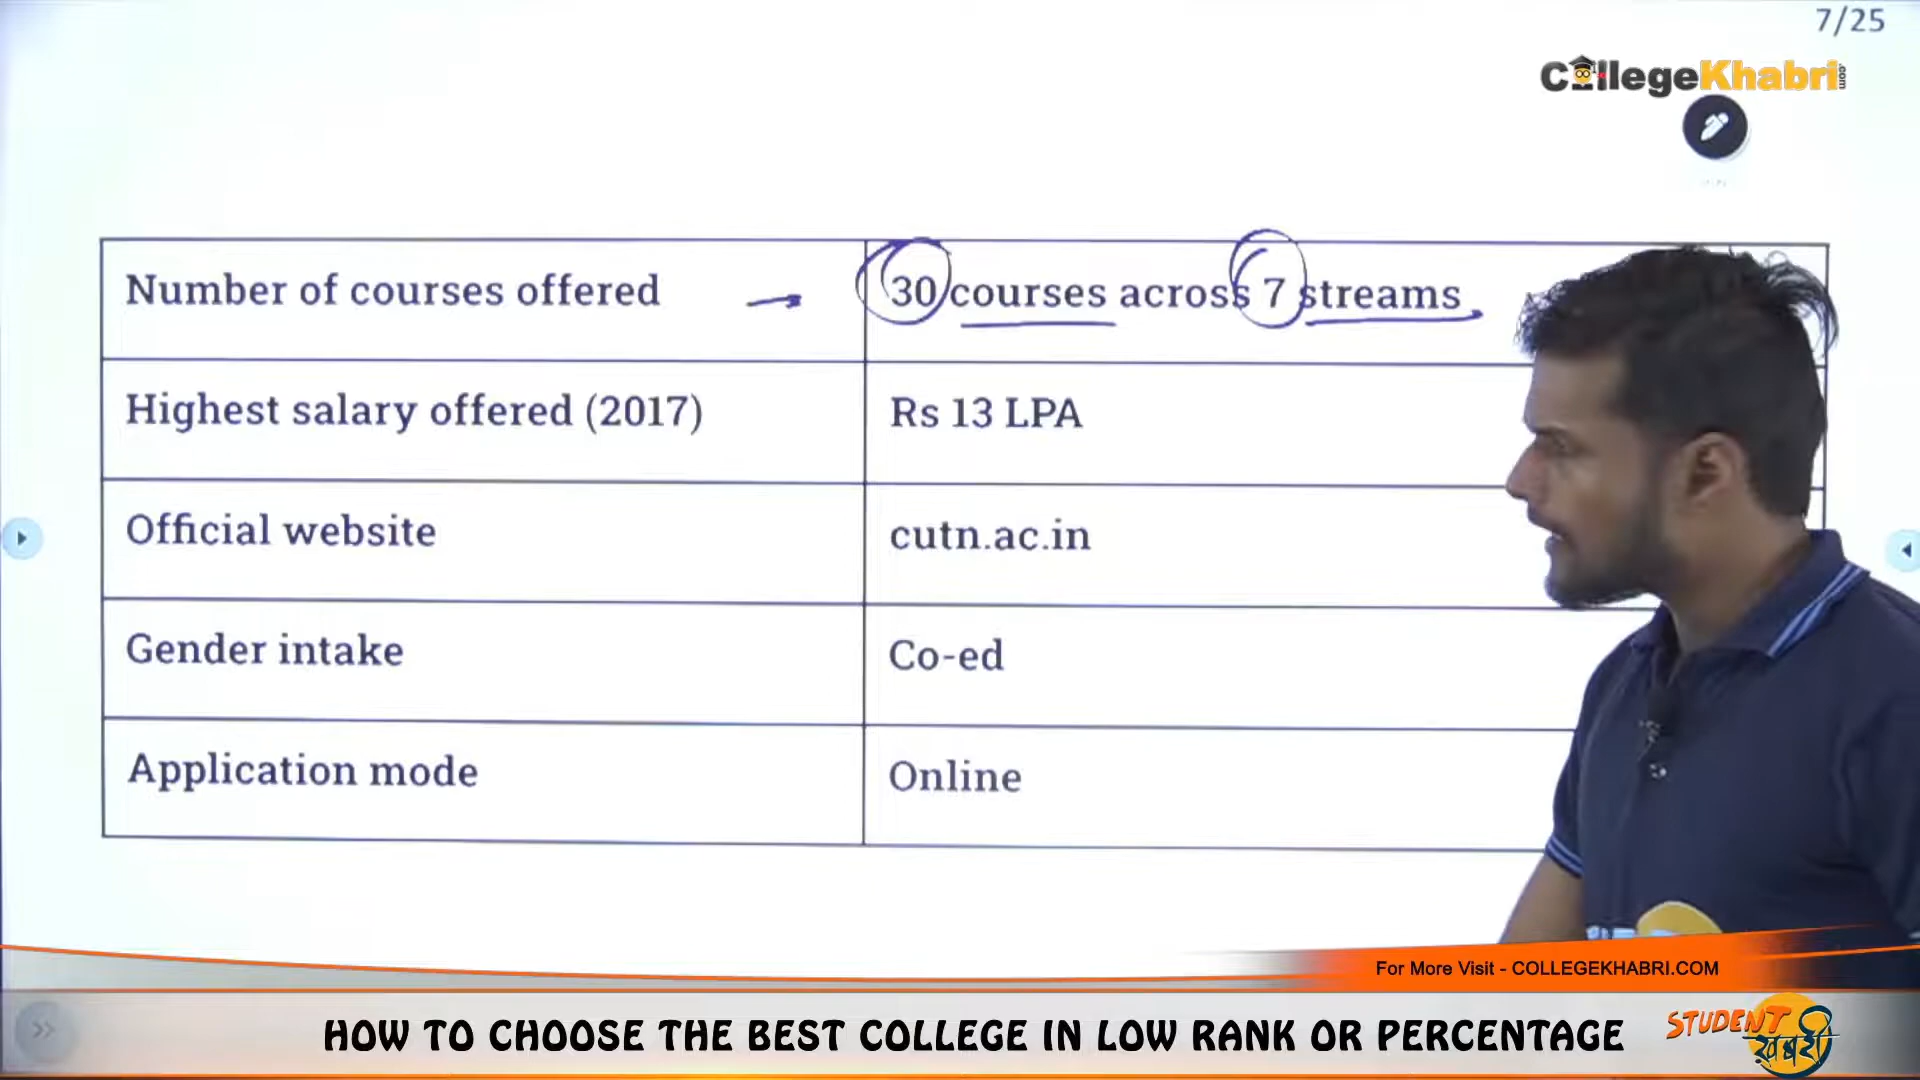 7/25
CollegeKhabri.com
Number of courses offered 30 courses across 7 streams
Highest salary offered (2017) Rs 13 LPA
Official website cutn.ac.in
Gender intake Co-ed
Application mode Online
For More Visit - COLLEGEKHABRI.COM
HOW TO CHOOSE THE BEST COLLEGE IN LOW RANK OR PERCENTAGE
STUDENT
ख़बरी